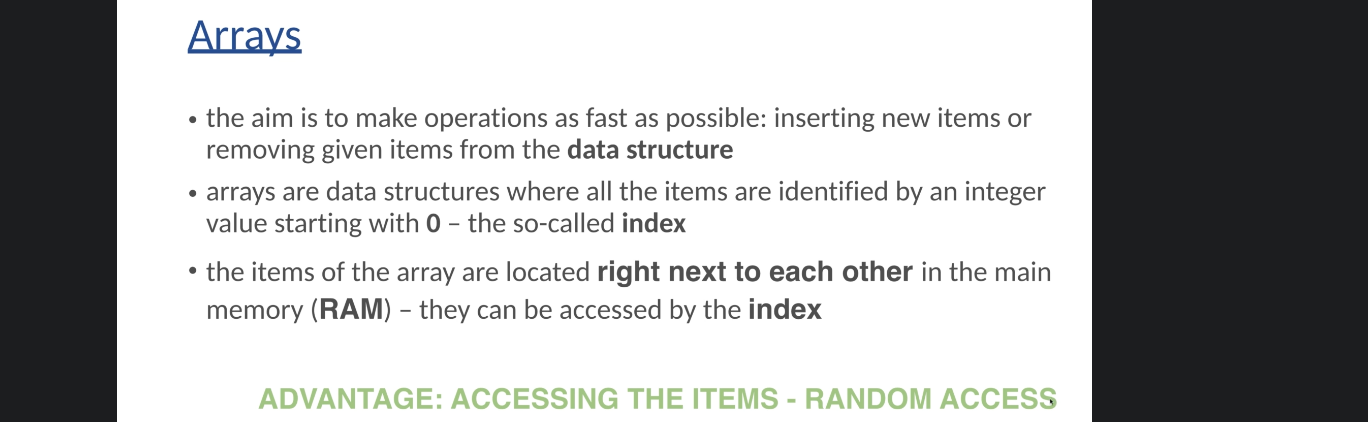 Arrays
• the aim is to make operations as fast as possible: inserting new items or
removing given items from the data structure
• arrays are data structures where all the items are identified by an integer
value starting with 0 – the so-called index
• the items of the array are located right next to each other in the main
memory (RAM) – they can be accessed by the index
ADVANTAGE: ACCESSING THE ITEMS - RANDOM ACCESS